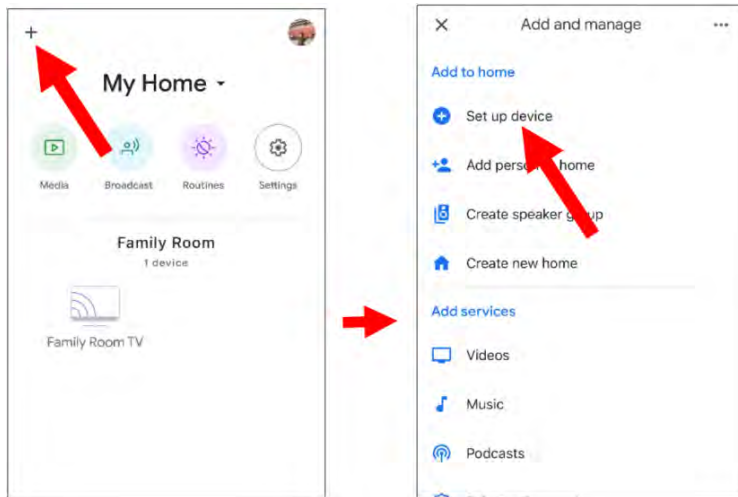 My Home
Media
Broadcast
Routines
Settings
Family Room
1 device
Family Room TV
Add and manage
Add to home
Set up device
Add home
Create speaker
Create new home
Add services
Videos
Music
Podcasts